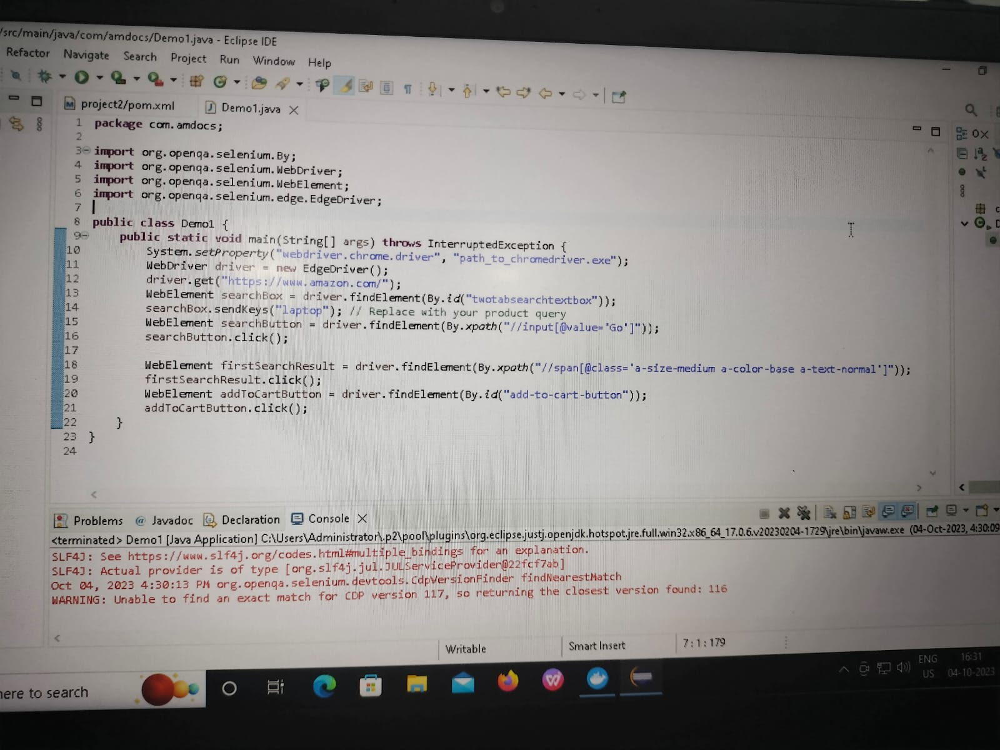 /src/main/java/com/amdocs/Demo1.java - Eclipse IDE
Refactor Navigate Search Project Run Window Help
project2/pom.xml
Demo1.java
1 package com.amdocs;
2
3 import org.openqa.selenium.By;
4 import org.openqa.selenium.WebDriver;
5 import org.openqa.selenium.WebElement;
6 import org.openqa.selenium.edge.EdgeDriver;
7
8 public class Demo1 {
9 public static void main(String[] args) throws InterruptedException {
10 System.setProperty("webdriver.chrome.driver", "path_to_chromedriver.exe");
11 WebDriver driver = new EdgeDriver();
12 driver.get("https://www.amazon.com/");
13 WebElement searchBox = driver.findElement(By.id("twotabsearchtextbox"));
14 searchBox.sendKeys("laptop"); // Replace with your product query
15 WebElement searchButton = driver.findElement(By.xpath("//input[@value='Go']"));
16 searchButton.click();
17
18 WebElement firstSearchResult = driver.findElement(By.xpath("//span[@class='a-size-medium a-color-base a-text-normal']"));
19 firstSearchResult.click();
20 WebElement addToCartButton = driver.findElement(By.id("add-to-cart-button"));
21 addToCartButton.click();
22 }
23 }
24
Problems @ Javadoc Declaration Console
<terminated> Demo1 [Java Application] C:\Users\Administrator\.p2\pool\plugins\org.eclipse.justj.openjdk.hotspot.jre.full.win32.x86_64_17.0.6.v20230204-1729\jre\bin\javaw.exe (04-Oct-2023, 4:30:09
SLF4J: See https://www.slf4j.org/codes.html#multiple_bindings for an explanation.
SLF4J: Actual provider is of type [org.slf4j.jul.JULServiceProvider@22fcf7ab]
Oct 04, 2023 4:30:13 PM org.openqa.selenium.devtools.CdpVersionFinder findNearestMatch
WARNING: Unable to find an exact match for CDP version 117, so returning the closest version found: 116
Writable
Smart Insert
7 : 1 : 179
here to search
ENG
US
16:31
04-10-2023